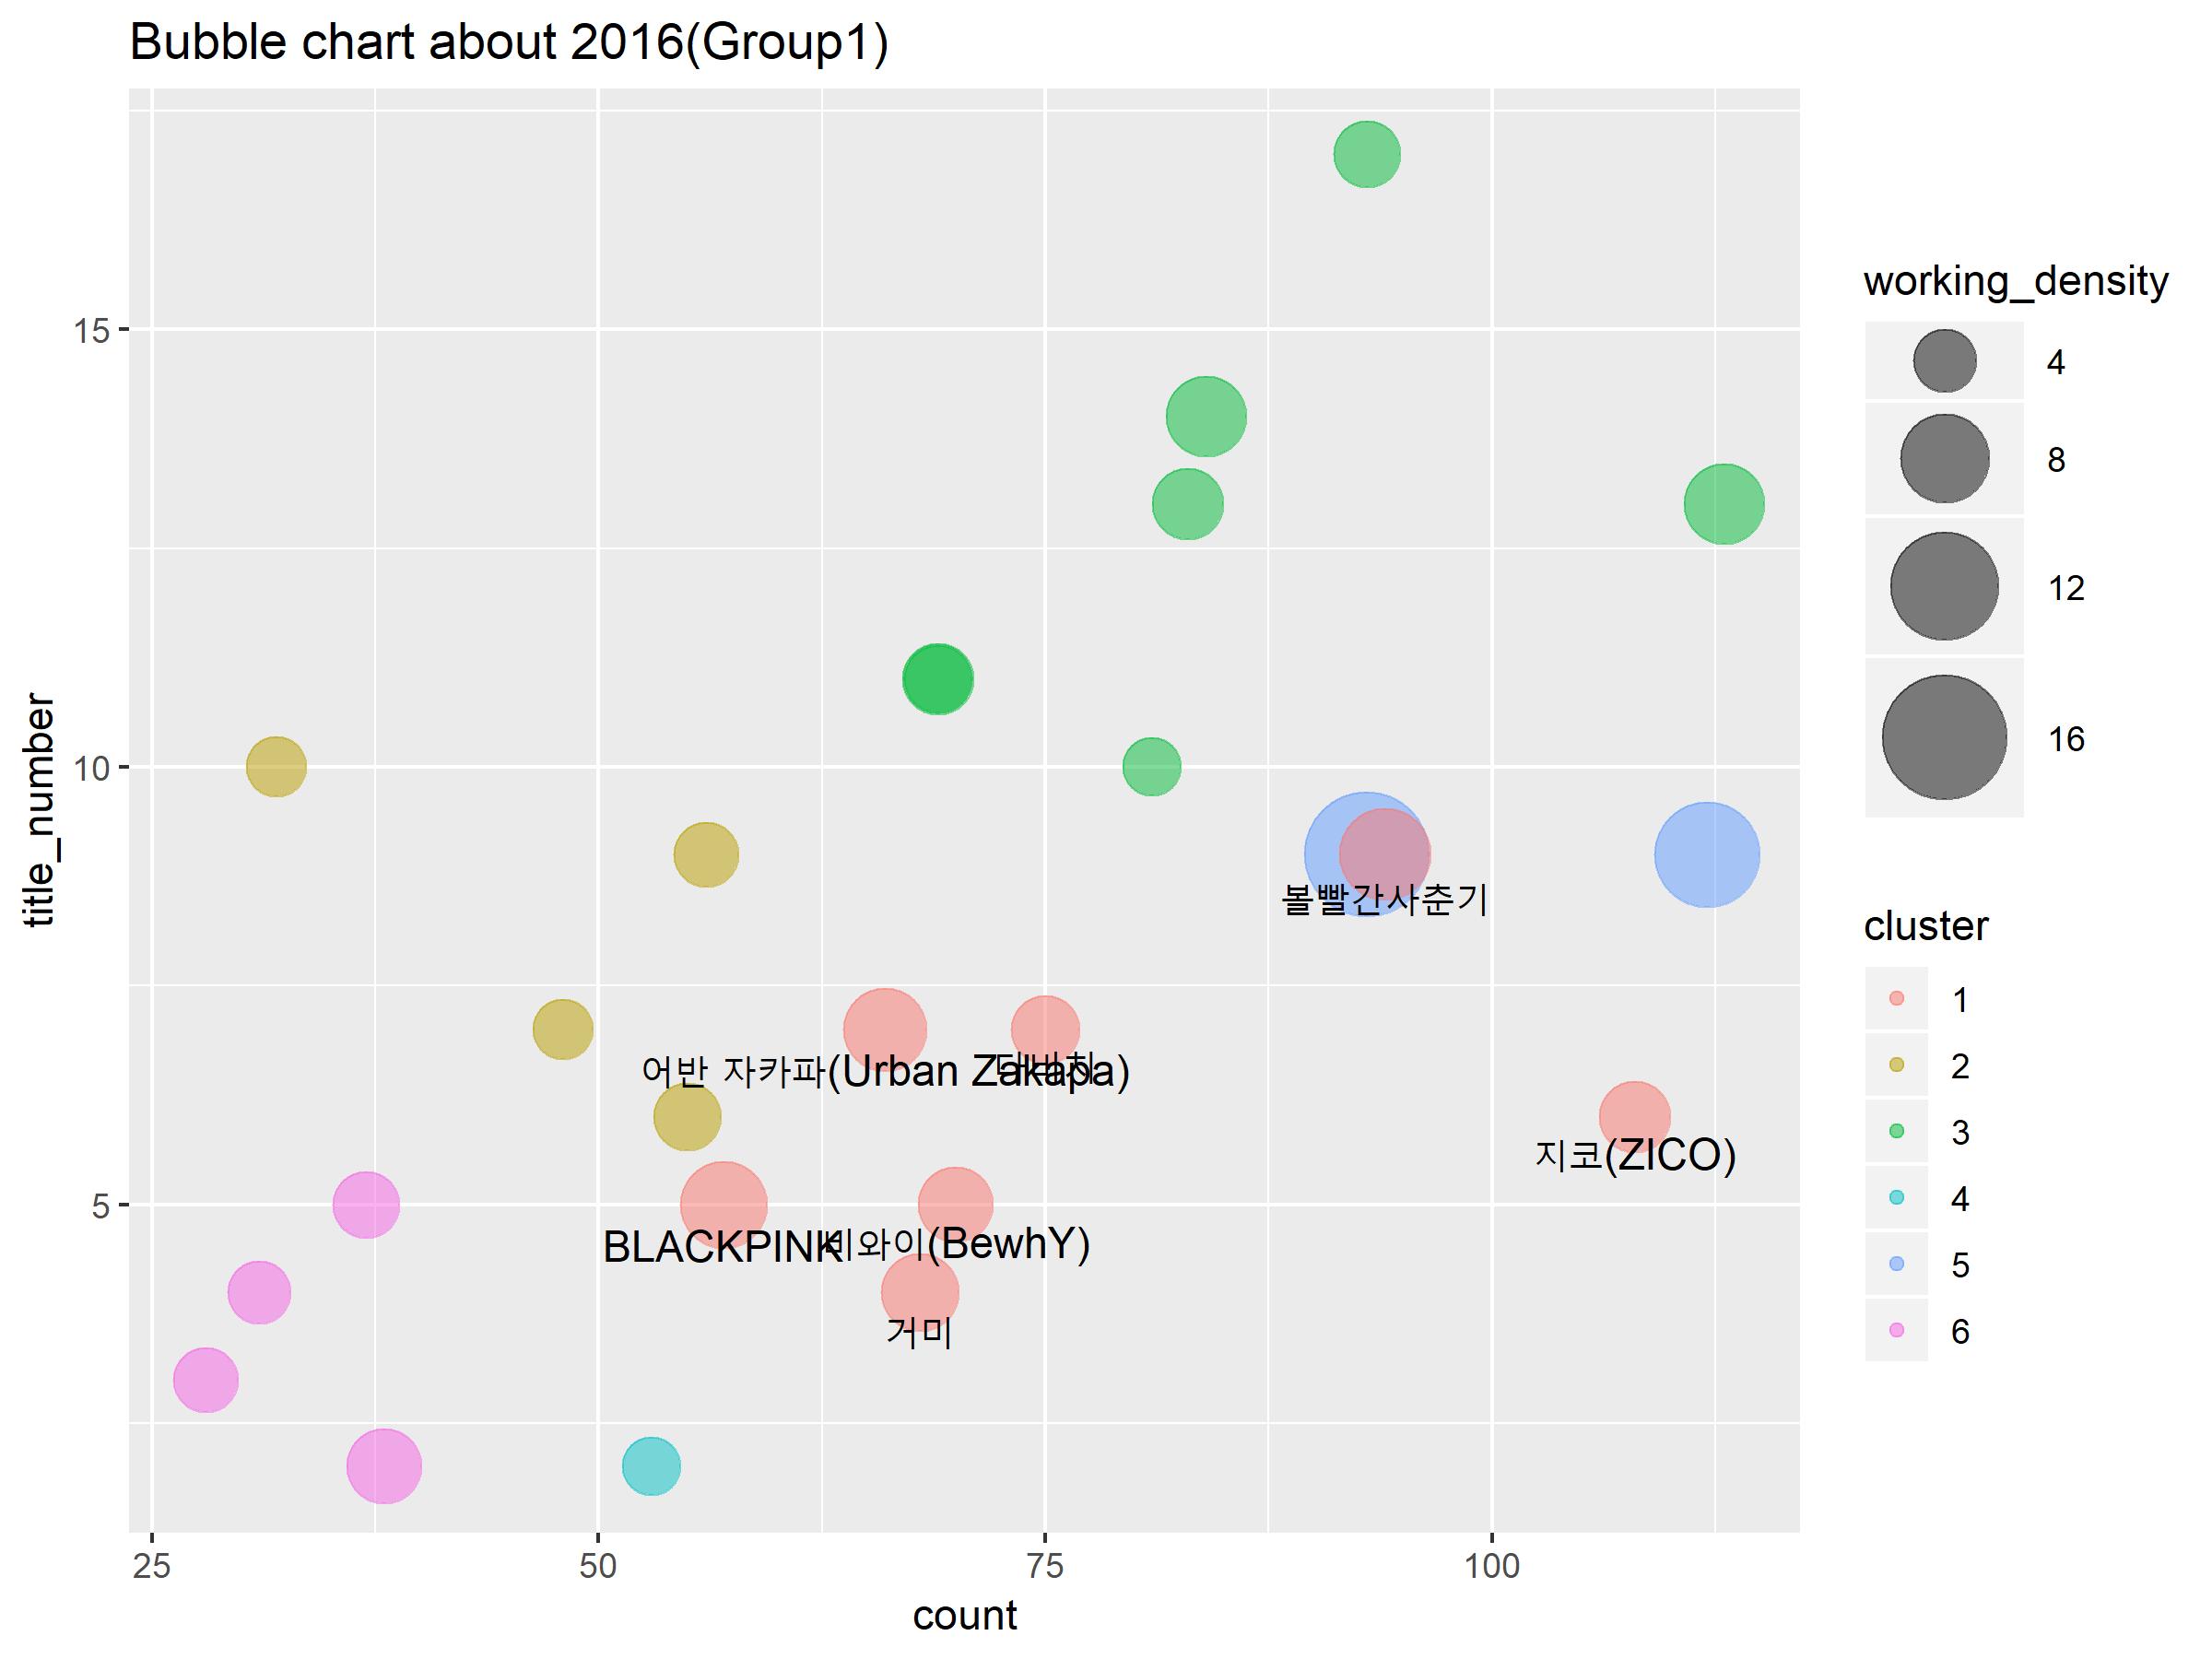 Bubble chart about 2016(Group1)
title_number
15
10
5
볼빨간사춘기
어반 자카파(Urban Zakapa)
지코(ZICO)
BLACKPINK
비와이(BewhY)
거미
25
50
75
100
count
working_density
4
8
12
16
cluster
1
2
3
4
5
6